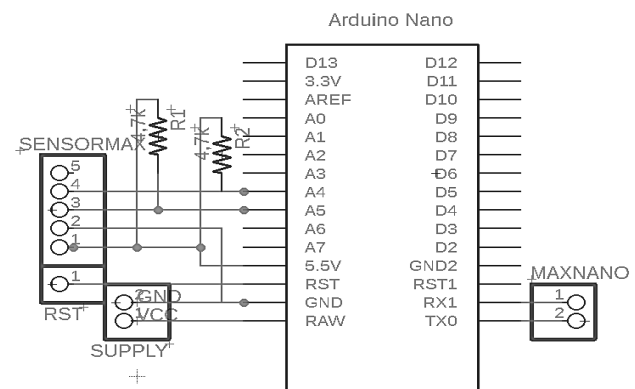 Arduino Nano
D13 D12
3.3V D11
AREF D10
A0 D9
A1 D8
A2 D7
A3 D6
A4 D5
A5 D4
A6 D3
A7 D2
5.5V GND2
RST RST1
GND RX1
RAW TX0
4,7k R1
4,7k R2
SENSORMAX
5
4
3
2
1
1
RST
2 GND
1 VCC
SUPPLY
MAXNANO
1
2